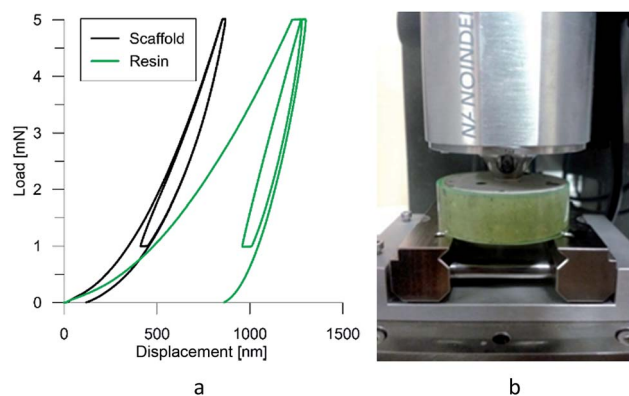 5
4
3
2
1
0
Load [mN]
Scaffold
Resin
0
500
1000
1500
Displacement [nm]
a
NANOINDE
b